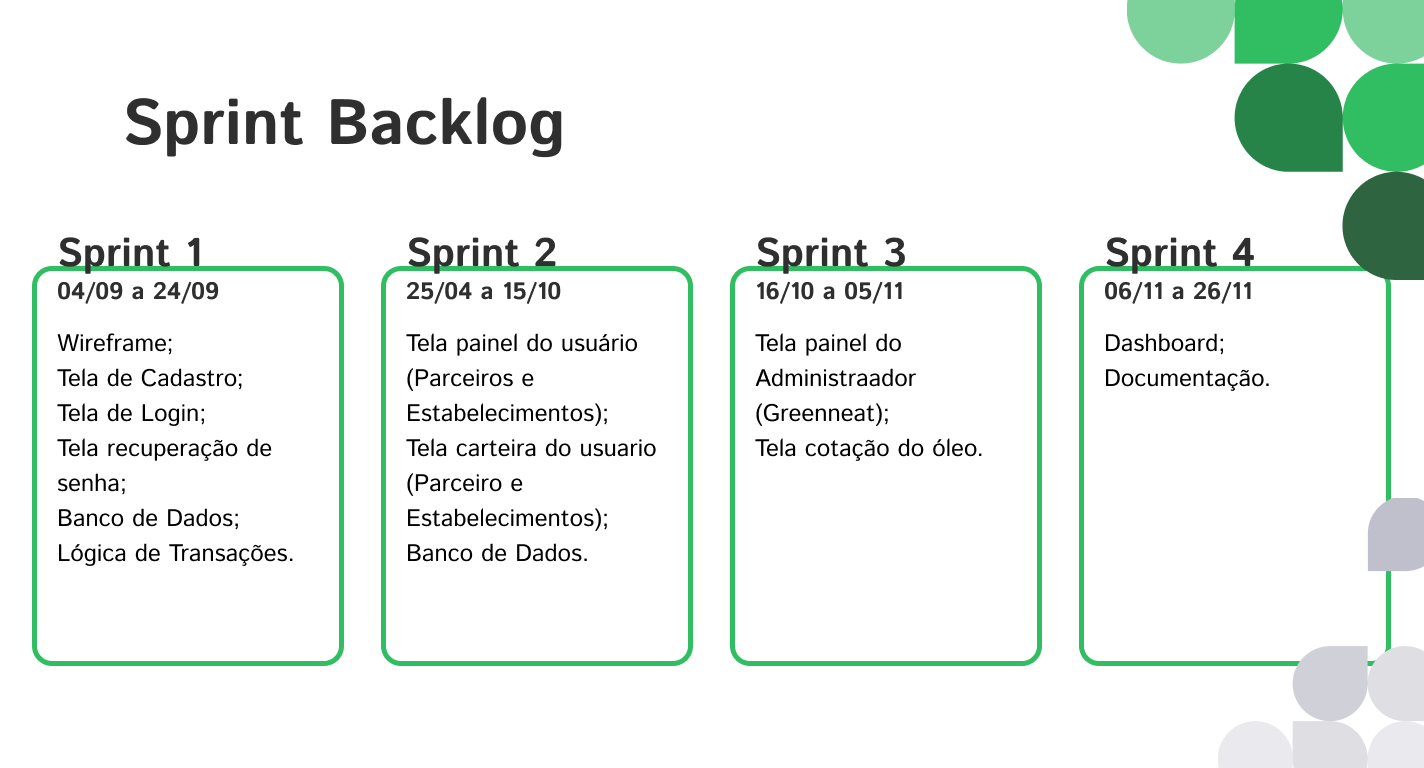 Sprint Backlog
Sprint 1
04/09 a 24/09
Wireframe;
Tela de Cadastro;
Tela de Login;
Tela recuperação de
senha;
Banco de Dados;
Lógica de Transações.
Sprint 2
25/04 a 15/10
Tela painel do usuário
(Parceiros e
Estabelecimentos);
Tela carteira do usuario
(Parceiro e
Estabelecimentos);
Banco de Dados.
Sprint 3
16/10 a 05/11
Tela painel do
Administraador
(Greenneat);
Tela cotação do óleo.
Sprint 4
06/11 a 26/11
Dashboard;
Documentação.